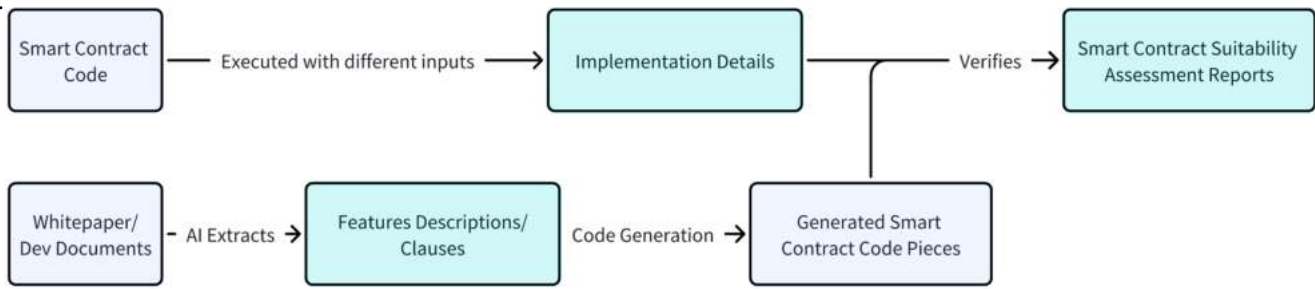 Smart Contract
Code
Executed with different inputs
Implementation Details
Verifies
Smart Contract Suitability
Assessment Reports
Whitepaper/
Dev Documents
AI Extracts
Features Descriptions/
Clauses
Code Generation
Generated Smart
Contract Code Pieces